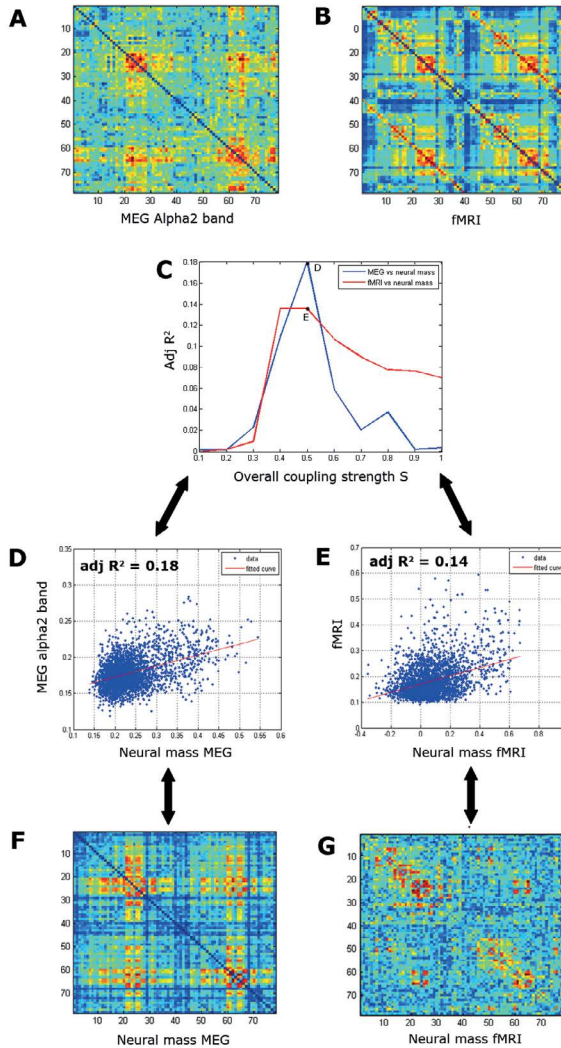 A
10
20
30
40
50
60
70
10 20 30 40 50 60 70
MEG Alpha2 band
B
0
10
20
30
40
50
60
70
10 20 30 40 50 60 70
fMRI
C
0.18
0.16
0.14
0.12
0.1
0.08
0.06
0.04
0.02
0
Adj R²
MEG vs neural mass
fMRI vs neural mass
D
E
0.1 0.2 0.3 0.4 0.5 0.6 0.7 0.8 0.9 1
Overall coupling strength S
D
adj R² = 0.18
data
fitted curve
0.35
0.3
0.25
0.2
0.15
0.1
MEG alpha2 band
0.1 0.15 0.2 0.25 0.3 0.35 0.4 0.45 0.5 0.55 0.6
Neural mass MEG
E
adj R² = 0.14
data
fitted curve
0.7
0.6
0.5
0.4
0.3
0.2
0.1
0
fMRI
-0.4 -0.2 0 0.2 0.4 0.6 0.8
Neural mass fMRI
F
10
20
30
40
50
60
70
10 20 30 40 50 60 70
Neural mass MEG
G
10
20
30
40
50
60
70
10 20 30 40 50 60 70
Neural mass fMRI